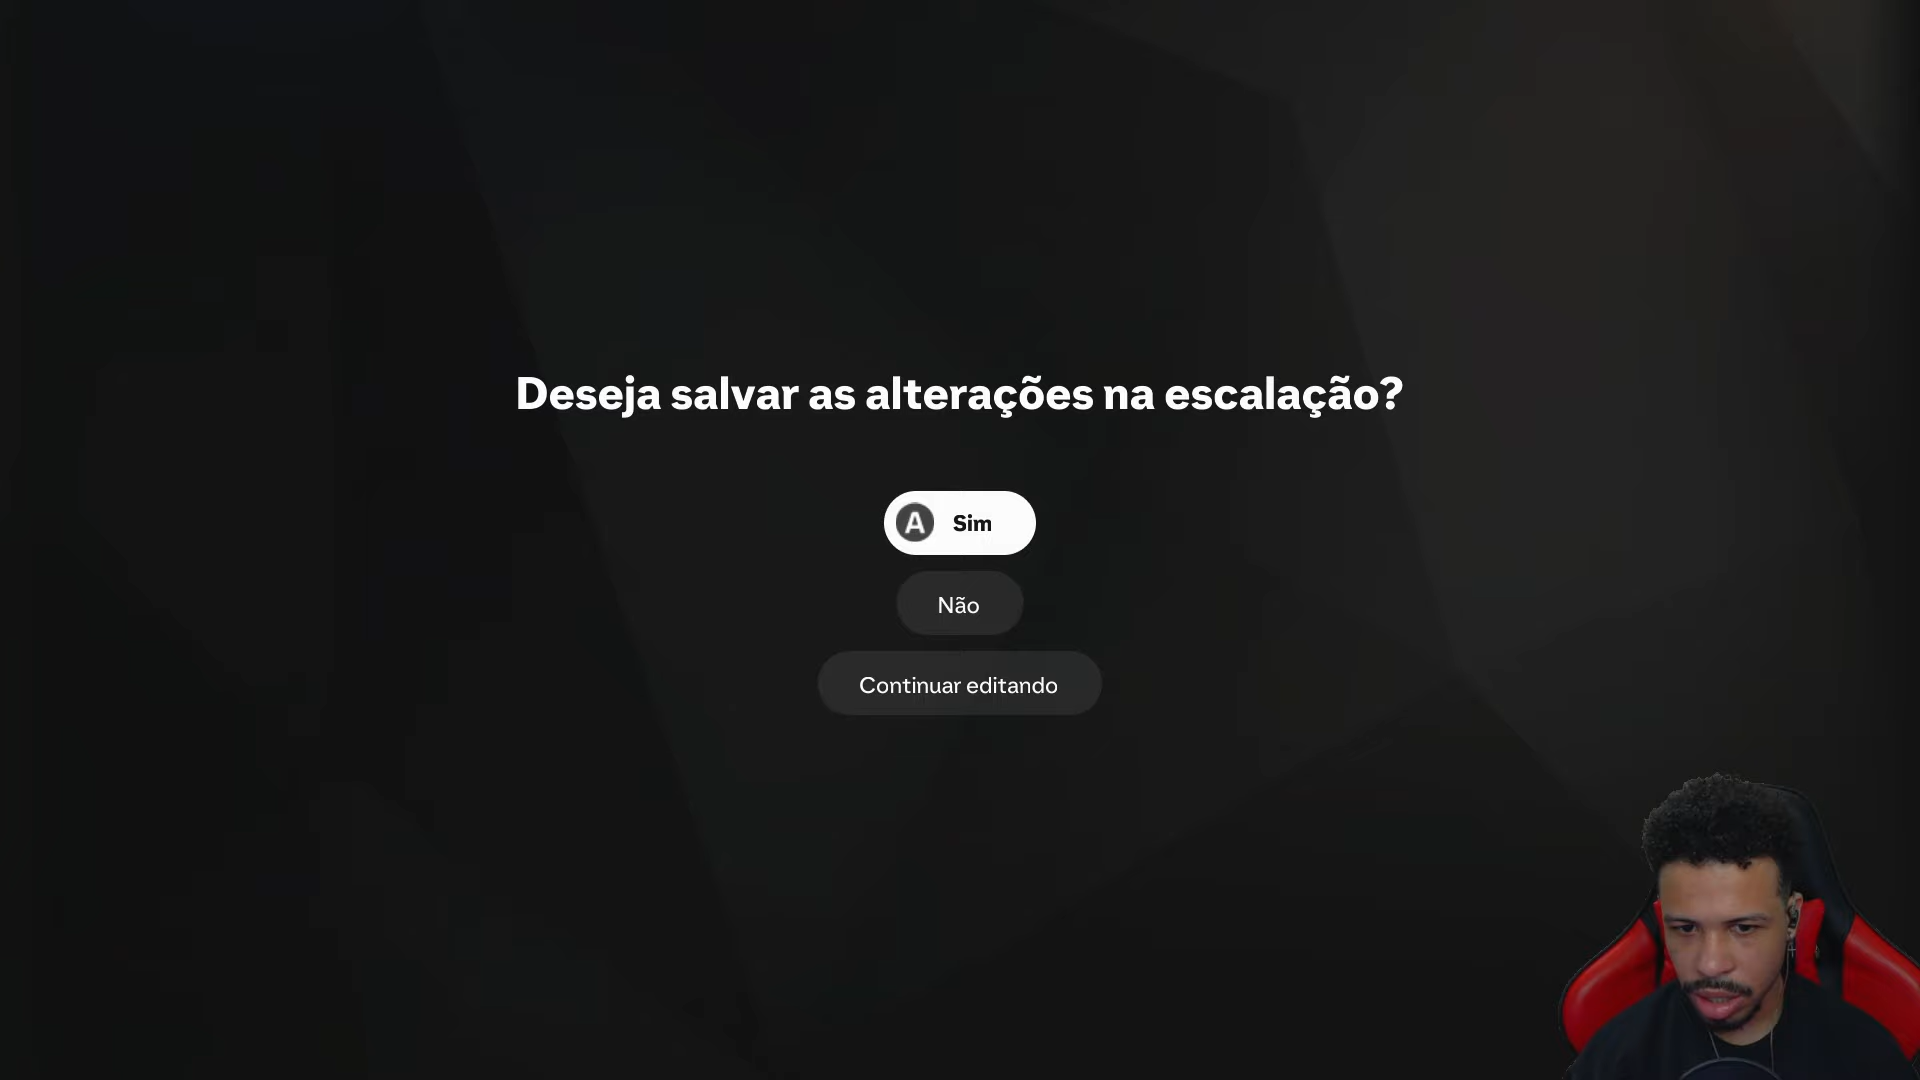 Deseja salvar as alterações na escalação?
A Sim
Não
Continuar editando